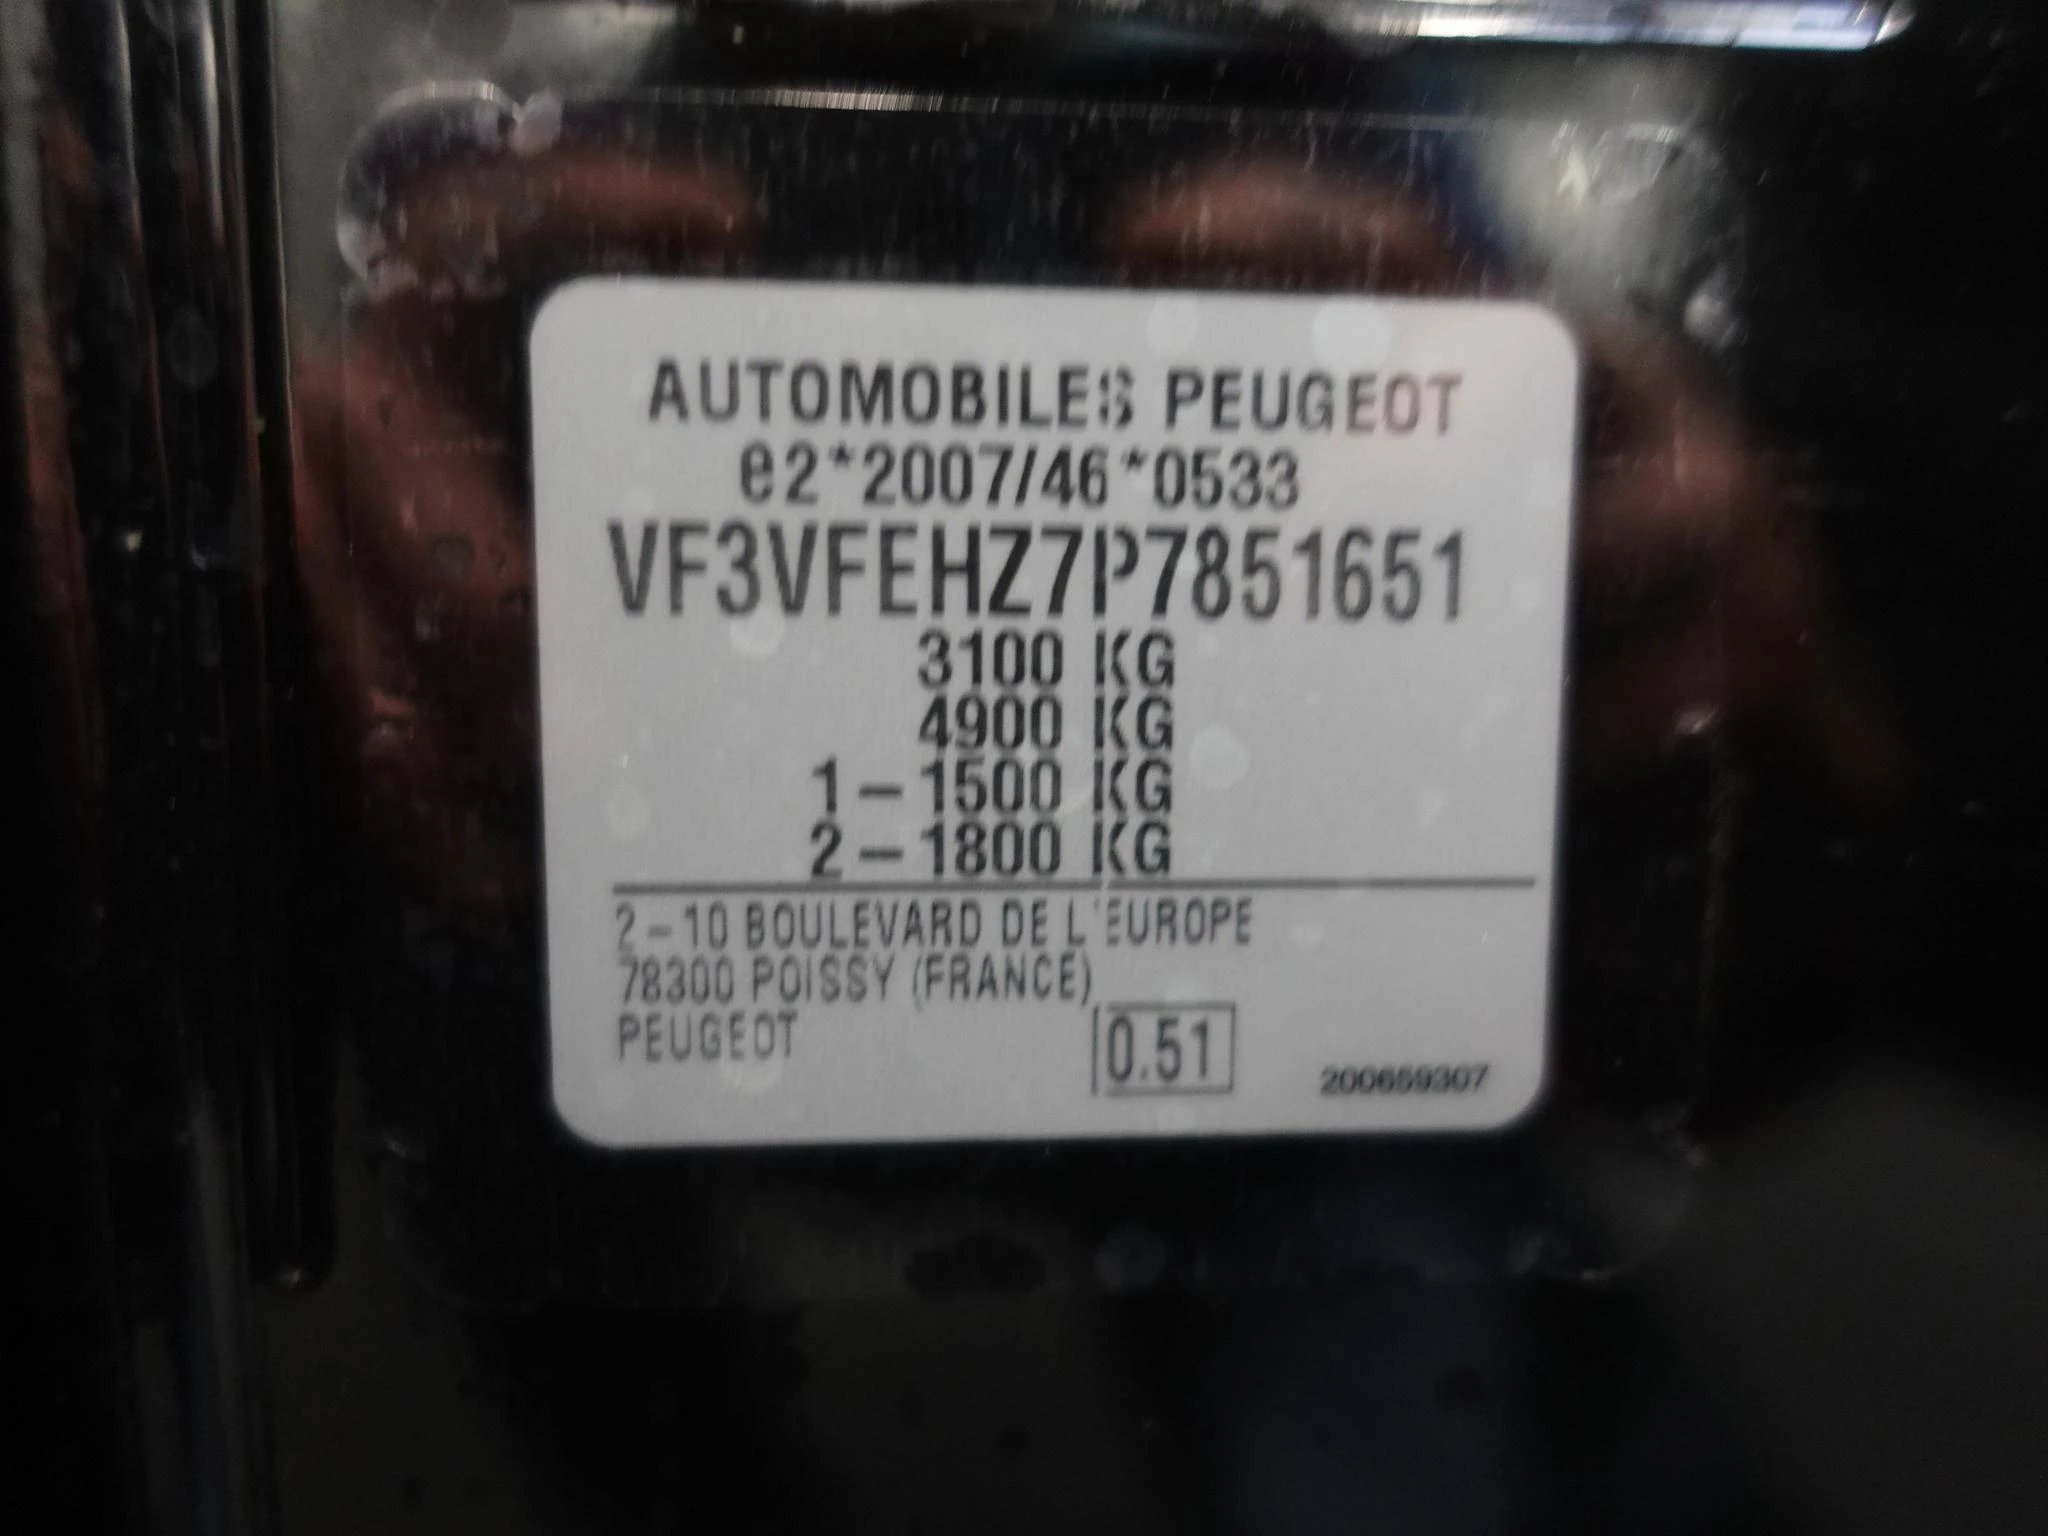 AUTOMOBILES PEUGEOT
e2*2007/46*0533
VF3VFEHZ7P7851651
3100 KG
4900 KG
1-1500 KG
2-1800 KG
2-10 BOULEVARD DE L'EUROPE
78300 POISSY (FRANCE)
PEUGEOT
0.51
200659307